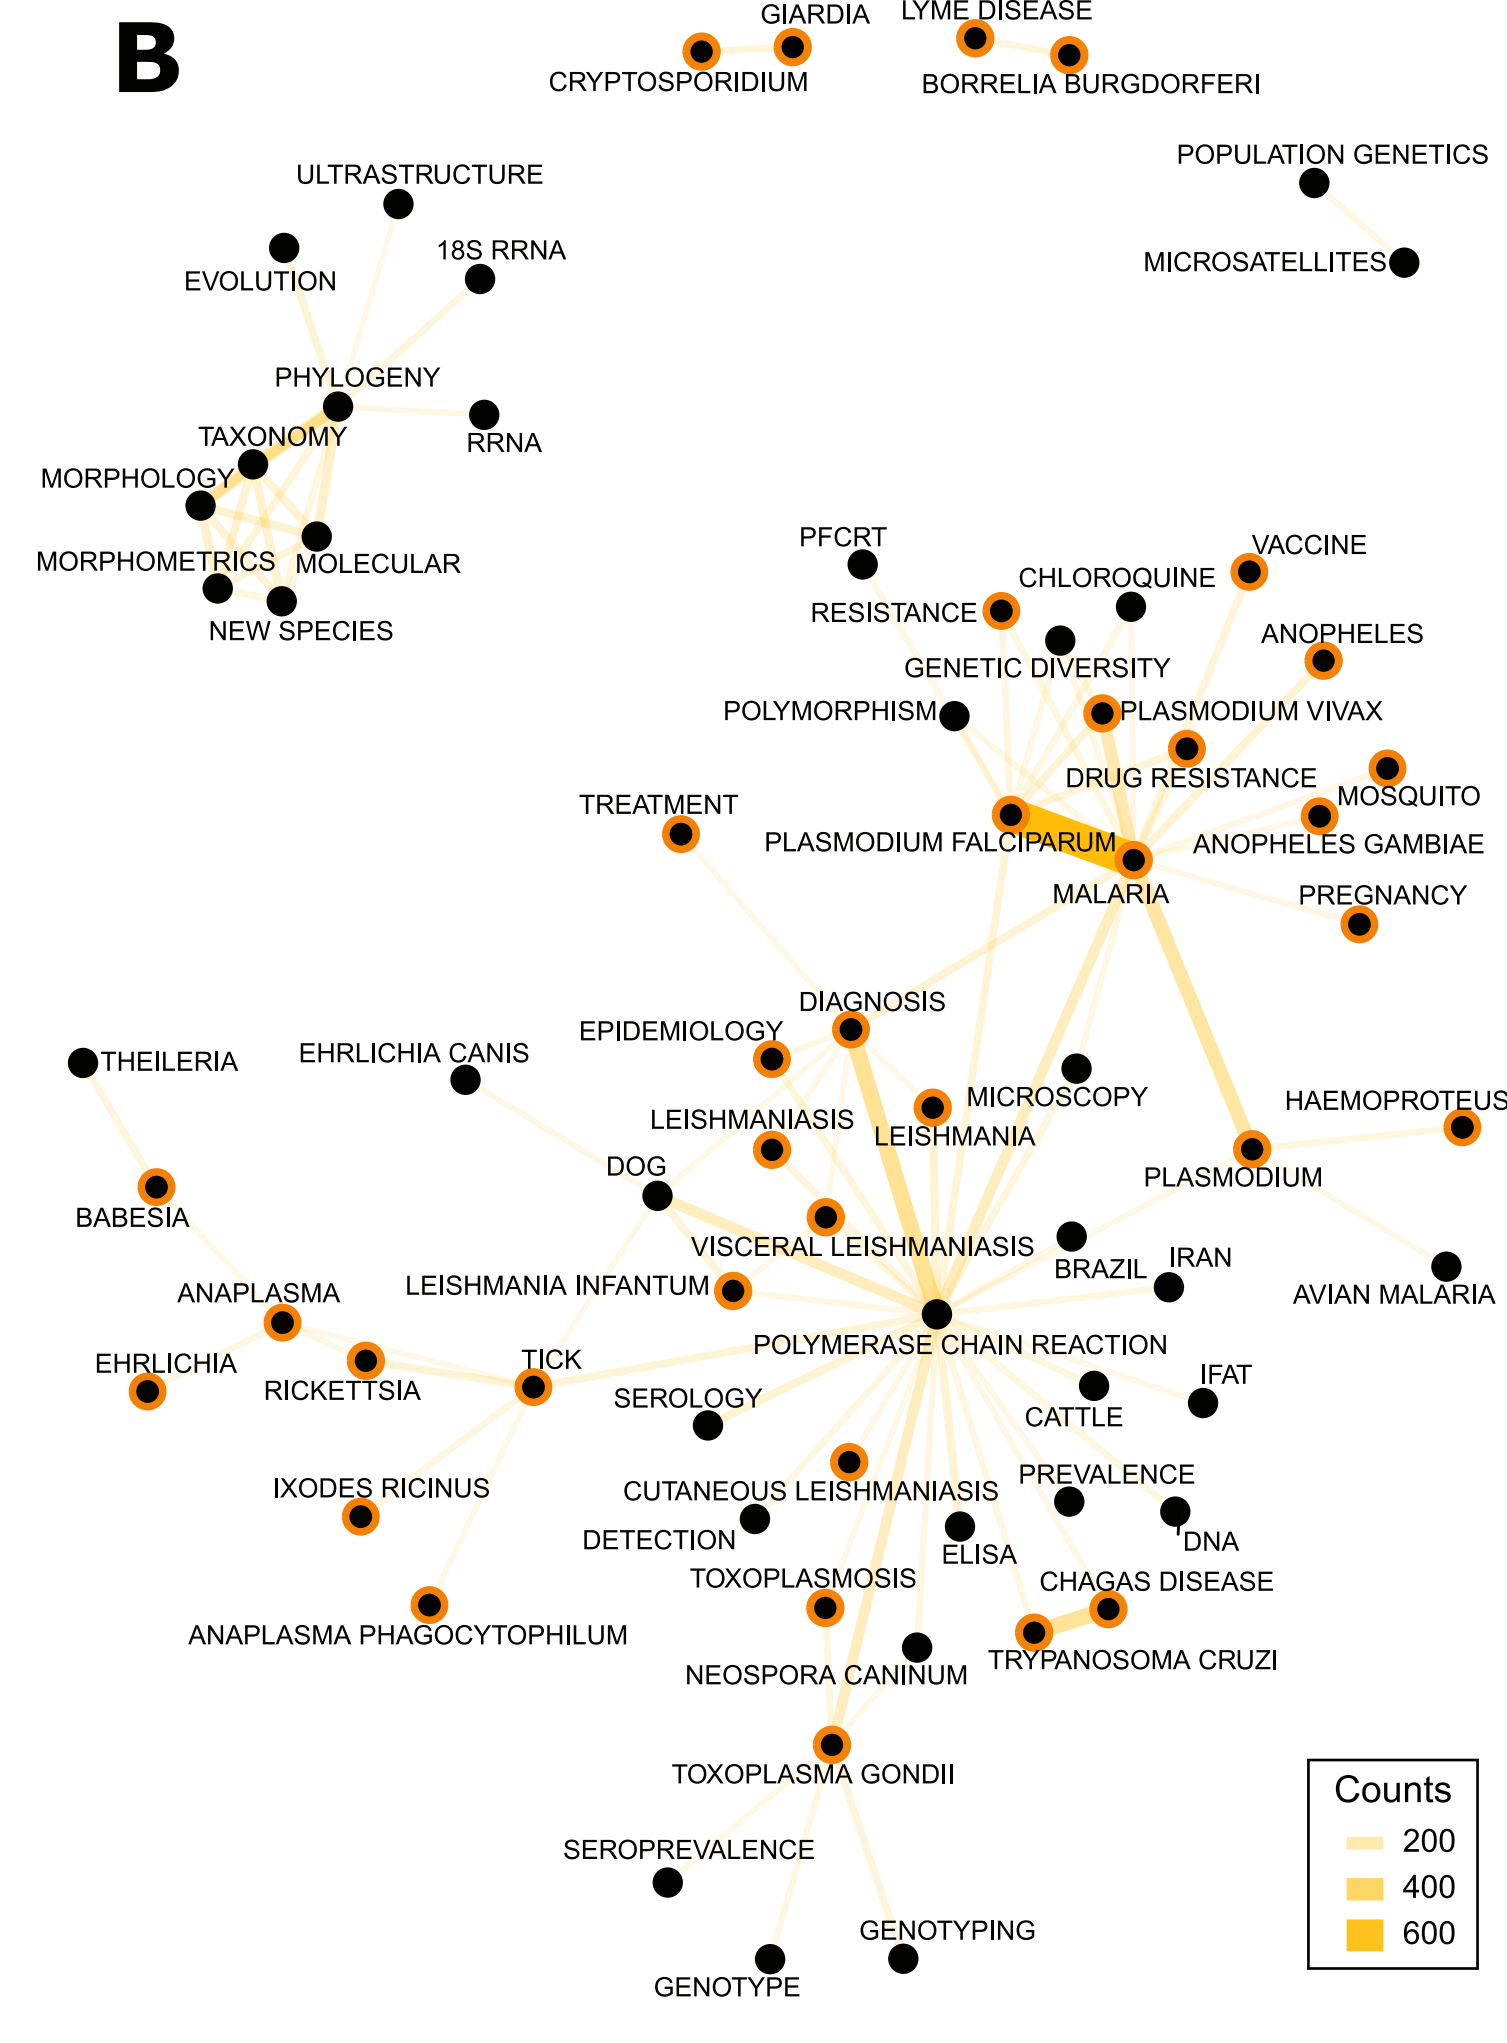 B
GIARDIA
LYME DISEASE
CRYPTOSPORIDIUM
BORRELIA BURGDORFERI
POPULATION GENETICS
ULTRASTRUCTURE
18S RRNA
MICROSATELLITES
EVOLUTION
PHYLOGENY
TAXONOMY
RRNA
MORPHOLOGY
PFCRT
VACCINE
MORPHOMETRICS
MOLECULAR
CHLOROQUINE
RESISTANCE
NEW SPECIES
ANOPHELES
GENETIC DIVERSITY
POLYMORPHISM
PLASMODIUM VIVAX
DRUG RESISTANCE
MOSQUITO
TREATMENT
PLASMODIUM FALCIPARUM
ANOPHELES GAMBIAE
MALARIA
PREGNANCY
DIAGNOSIS
EPIDEMIOLOGY
EHRLICHIA CANIS
THEILERIA
MICROSCOPY
HAEMOPROTEUS
LEISHMANIASIS
LEISHMANIA
DOG
PLASMODIUM
BABESIA
VISCERAL LEISHMANIASIS
IRAN
BRAZIL
LEISHMANIA INFANTUM
ANAPLASMA
AVIAN MALARIA
POLYMERASE CHAIN REACTION
TICK
EHRLICHIA
IFAT
RICKETTSIA
SEROLOGY
CATTLE
PREVALENCE
IXODES RICINUS
CUTANEOUS LEISHMANIASIS
DETECTION
DNA
ELISA
TOXOPLASMOSIS
CHAGAS DISEASE
ANAPLASMA PHAGOCYTOPHILUM
TRYPANOSOMA CRUZI
NEOSPORA CANINUM
TOXOPLASMA GONDII
Counts
200
SEROPREVALENCE
400
GENOTYPING
600
GENOTYPE